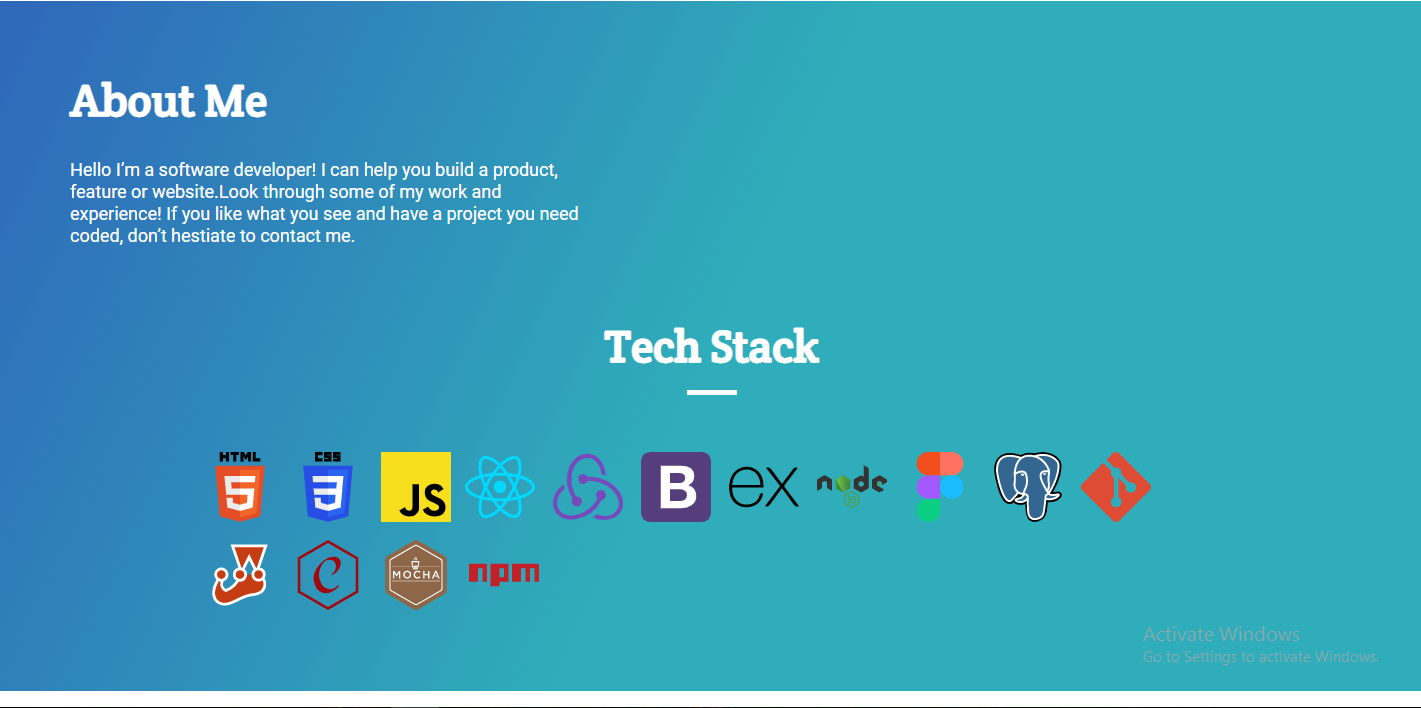 About Me
Hello I’m a software developer! I can help you build a product,
feature or website.Look through some of my work and
experience! If you like what you see and have a project you need
coded, don’t hestiate to contact me.
Tech Stack
HTML CSS JS B ex node
5 3
C MOCHA npm
Activate Windows
Go to Settings to activate Windows.